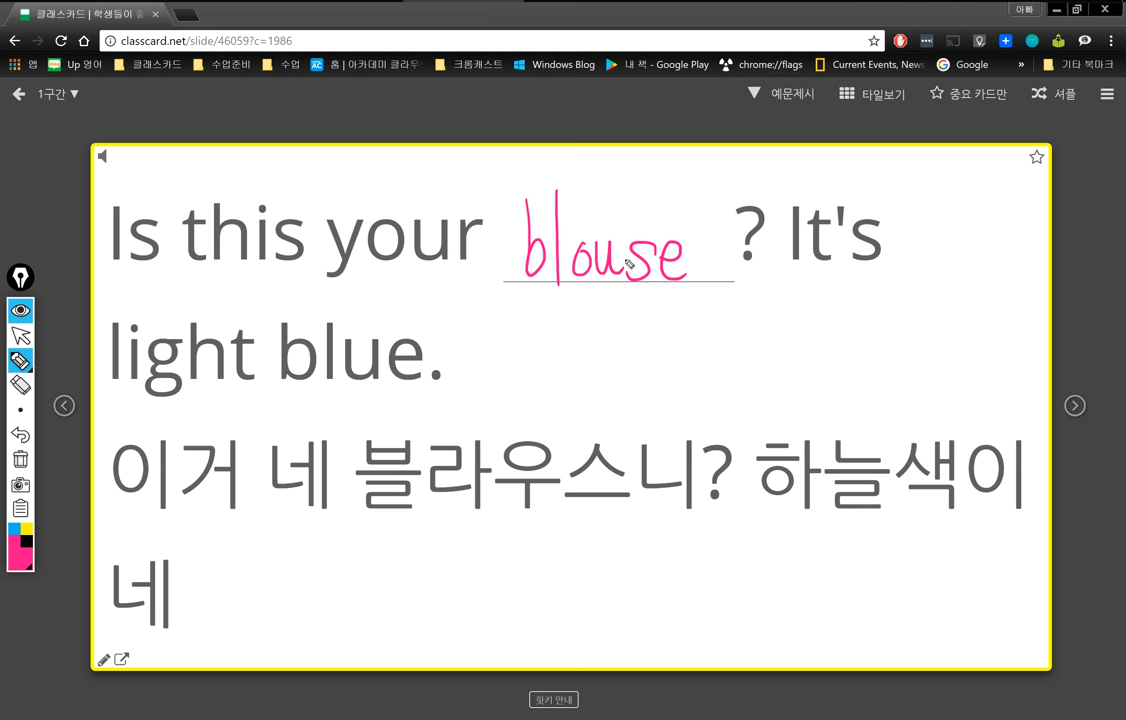 클래스카드 | 학생들이 좋
아빠
classcard.net/slide/46059?c=1986
앱 Up 영어 클래스카드 수업준비 수업 홈 | 아카데미 클라우 크롬캐스트 Windows Blog 내 책 - Google Play chrome://flags Current Events, News Google » 기타 북마크
1구간 ▼ ▼ 예문제시 타일보기 중요 카드만 셔플
Is this your blouse ? It's
light blue.
이거 네 블라우스니? 하늘색이
네
핫키 안내